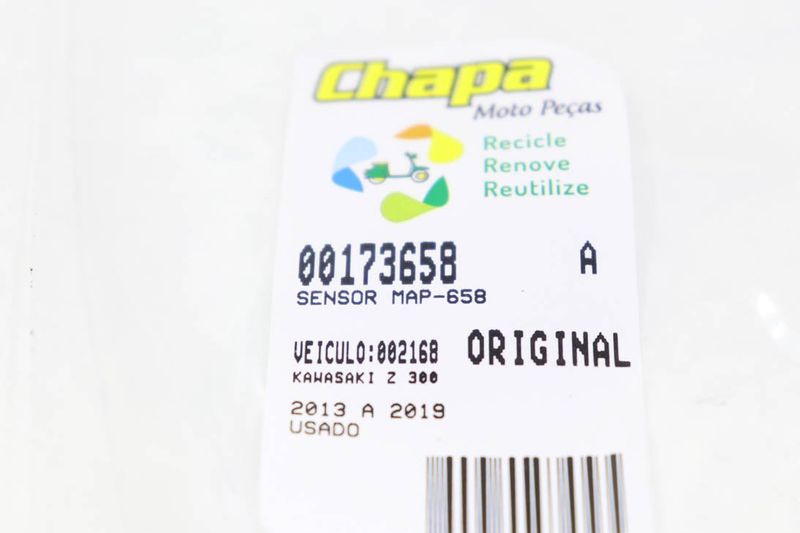 Chapa
Moto Peças
Recicle
Renove
Reutilize
00173658 A
SENSOR MAP-658
VEICULO:002168 ORIGINAL
KAWASAKI Z 300
2013 A 2019
USADO